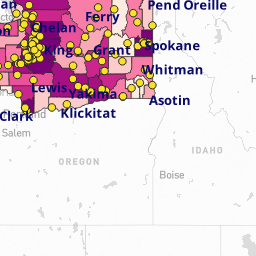 Pend Oreille
Ferry
Chelan
King
Grant
Spokane
Whitman
Lewis
Yakima
Asotin
Clark
Klickitat
Salem
OREGON
IDAHO
Boise